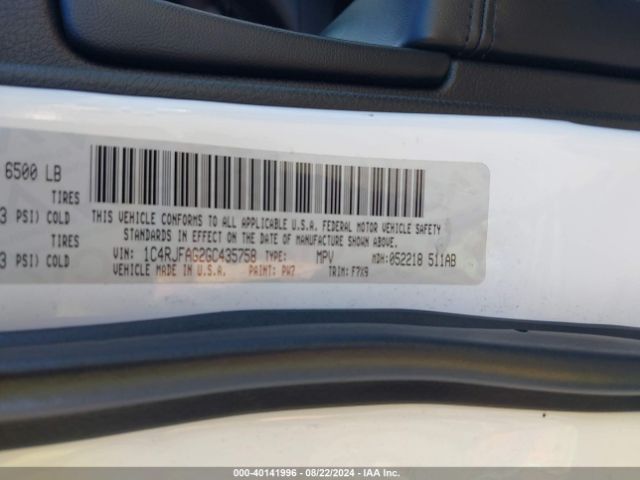 6500 LB
TIRES
3 PSI) COLD
TIRES
3 PSI) COLD
THIS VEHICLE CONFORMS TO ALL APPLICABLE U.S.A. FEDERAL MOTOR VEHICLE SAFETY
STANDARDS IN EFFECT ON THE DATE OF MANUFACTURE SHOWN ABOVE.
VIN: 1C4RJFAG2GC435758 TYPE: MPV MDH:052218 511AB
VEHICLE MADE IN U.S.A. PAINT: PW7 TRIM: F7X9
000-40141996 - 08/22/2024 - IAAI.COM